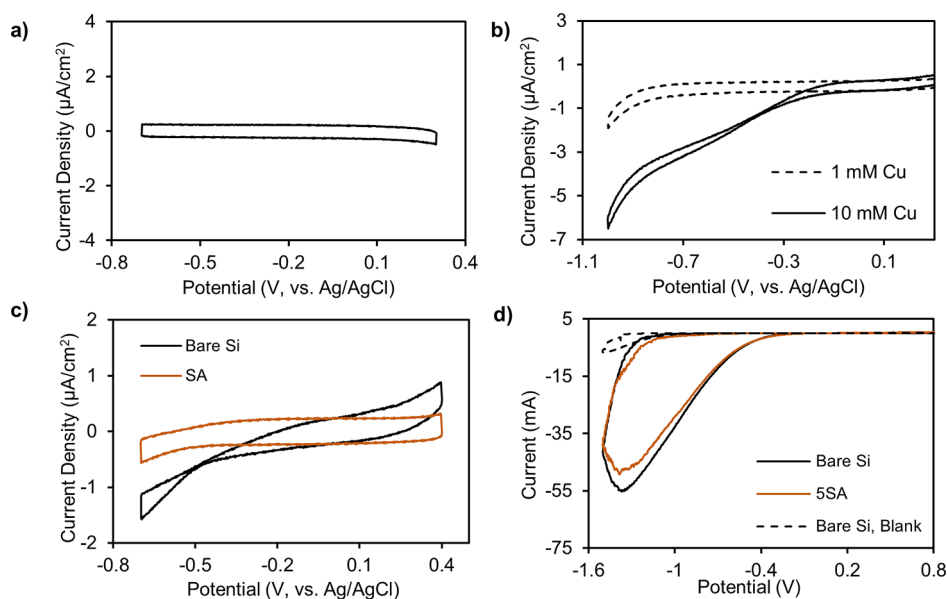 a)
4
2
0
-2
-4
-0.8
-0.5
-0.2
0.1
0.4
Current Density (µA/cm²)
Potential (V, vs. Ag/AgCl)
b)
1
-1
-3
-5
-7
-1.1
-0.7
-0.3
0.1
Current Density (µA/cm²)
Potential (V, vs. Ag/AgCl)
1 mM Cu
10 mM Cu
c)
2
1
0
-1
-2
-0.8
-0.5
-0.2
0.1
0.4
Current Density (µA/cm²)
Potential (V, vs. Ag/AgCl)
Bare Si
SA
d)
5
-15
-35
-55
-75
-1.6
-1
-0.4
0.2
0.8
Current (mA)
Potential (V)
Bare Si
5SA
Bare Si, Blank